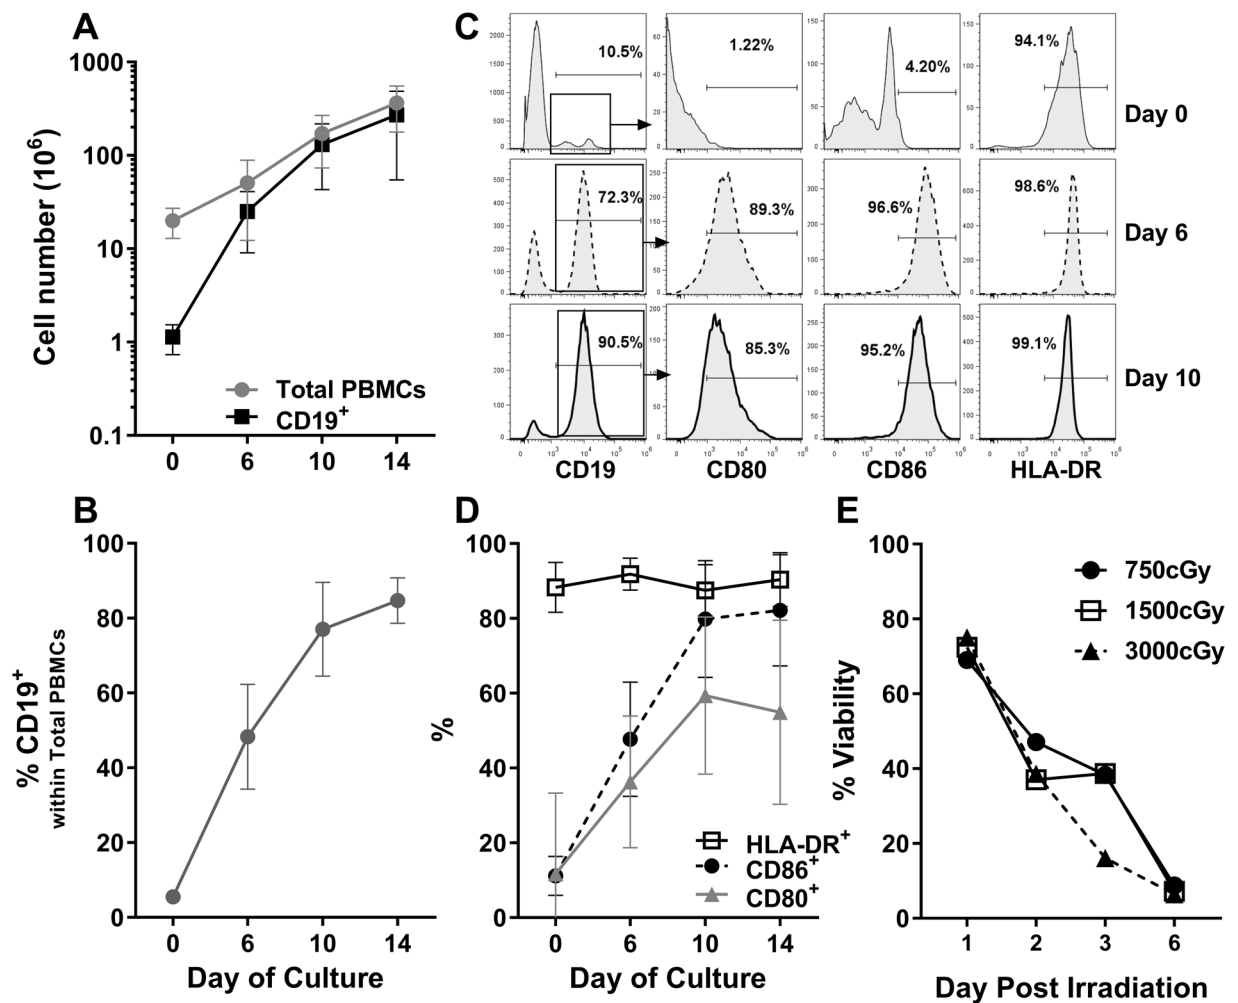 A
Cell number (10⁶)
1000
100
10
1
0.1
Total PBMCs
CD19⁺
0 6 10 14
B
% CD19⁺
within Total PBMCs
100
80
60
40
20
0
0 6 10 14
Day of Culture
C
10.5%
1.22%
4.20%
94.1%
Day 0
72.3%
89.3%
96.6%
98.6%
Day 6
90.5%
85.3%
95.2%
99.1%
Day 10
CD19
CD80
CD86
HLA-DR
D
%
100
80
60
40
20
0
HLA-DR⁺
CD86⁺
CD80⁺
0 6 10 14
Day of Culture
E
% Viability
100
80
60
40
20
0
750cGy
1500cGy
3000cGy
1 2 3 6
Day Post Irradiation